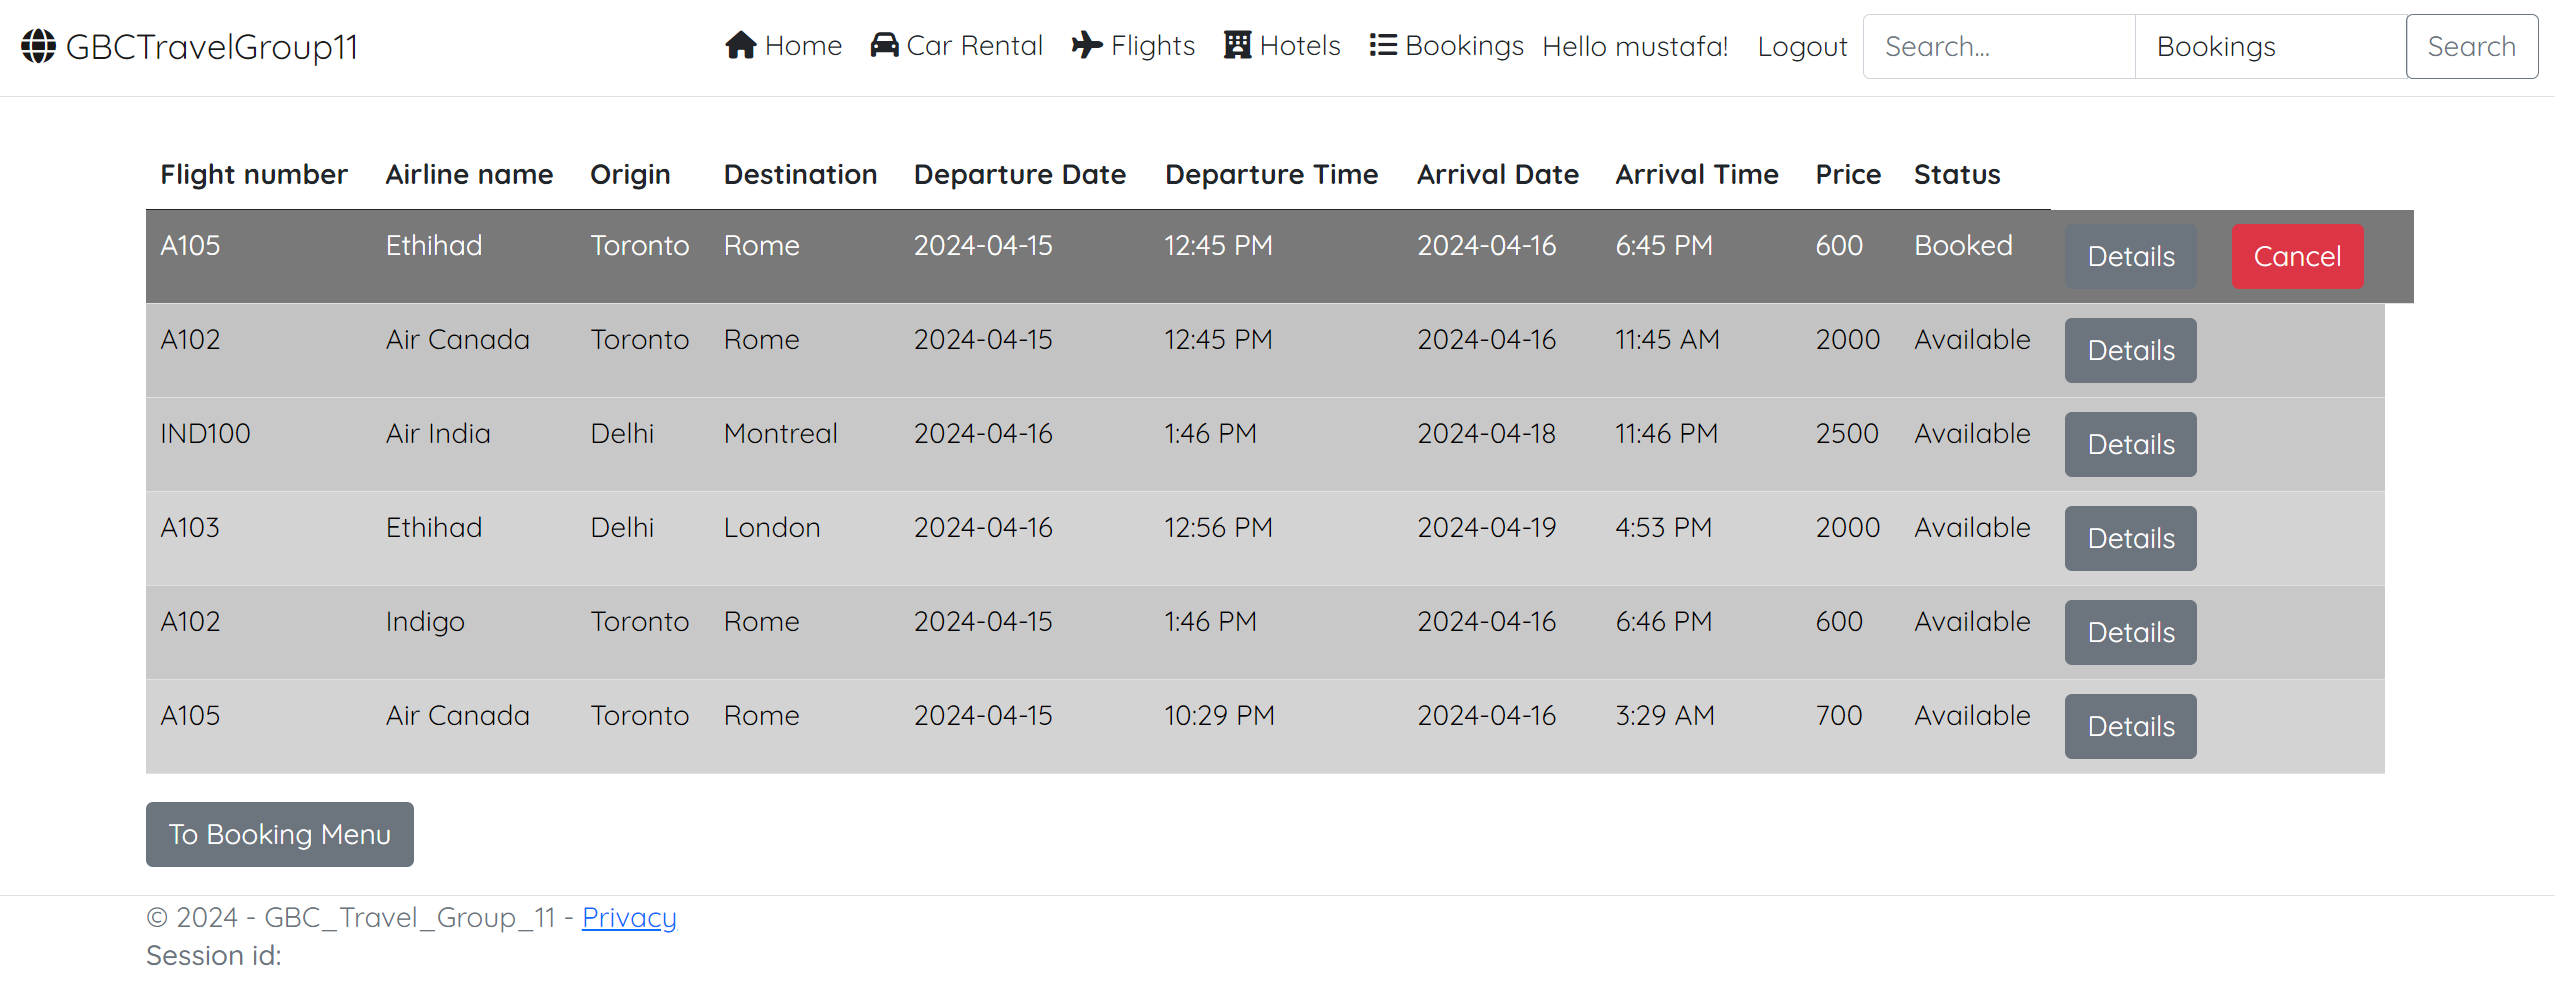 GBCTravelGroup11 Home Car Rental Flights Hotels Bookings Hello mustafa! Logout Search... Bookings Search
Flight number Airline name Origin Destination Departure Date Departure Time Arrival Date Arrival Time Price Status
A105 Ethihad Toronto Rome 2024-04-15 12:45 PM 2024-04-16 6:45 PM 600 Booked Details Cancel
A102 Air Canada Toronto Rome 2024-04-15 12:45 PM 2024-04-16 11:45 AM 2000 Available Details
IND100 Air India Delhi Montreal 2024-04-16 1:46 PM 2024-04-18 11:46 PM 2500 Available Details
A103 Ethihad Delhi London 2024-04-16 12:56 PM 2024-04-19 4:53 PM 2000 Available Details
A102 Indigo Toronto Rome 2024-04-15 1:46 PM 2024-04-16 6:46 PM 600 Available Details
A105 Air Canada Toronto Rome 2024-04-15 10:29 PM 2024-04-16 3:29 AM 700 Available Details
To Booking Menu
© 2024 - GBC_Travel_Group_11 - Privacy
Session id: